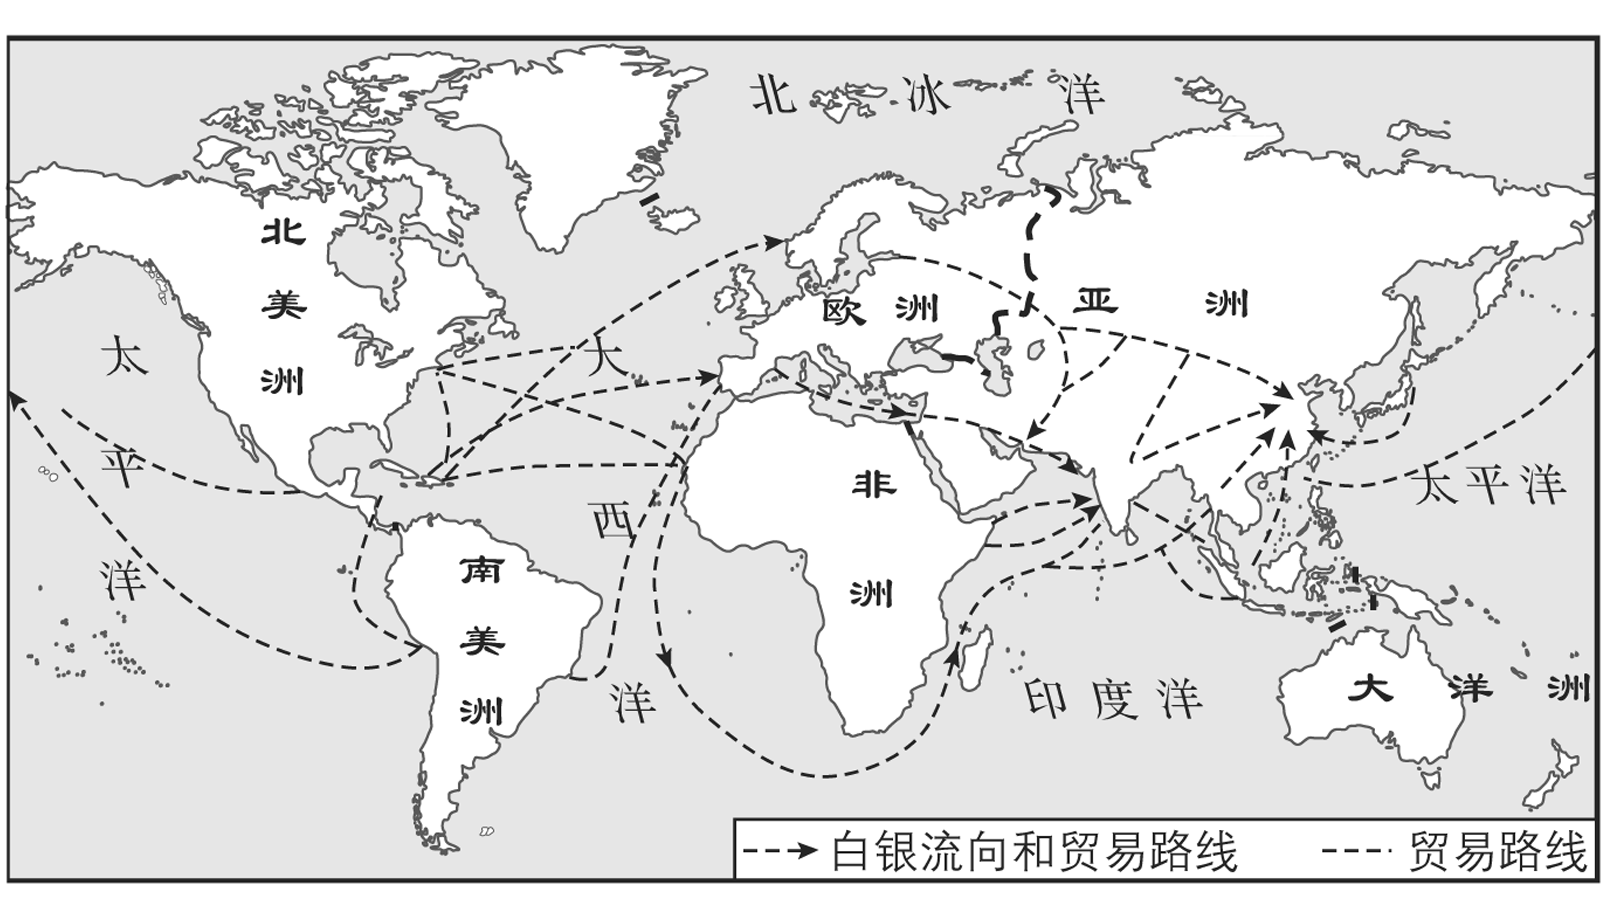 北冰洋
北美洲
欧洲
亚洲
太平洋
大西洋
太平洋
非洲
南美洲
印度洋
大洋洲
白银流向和贸易路线
贸易路线